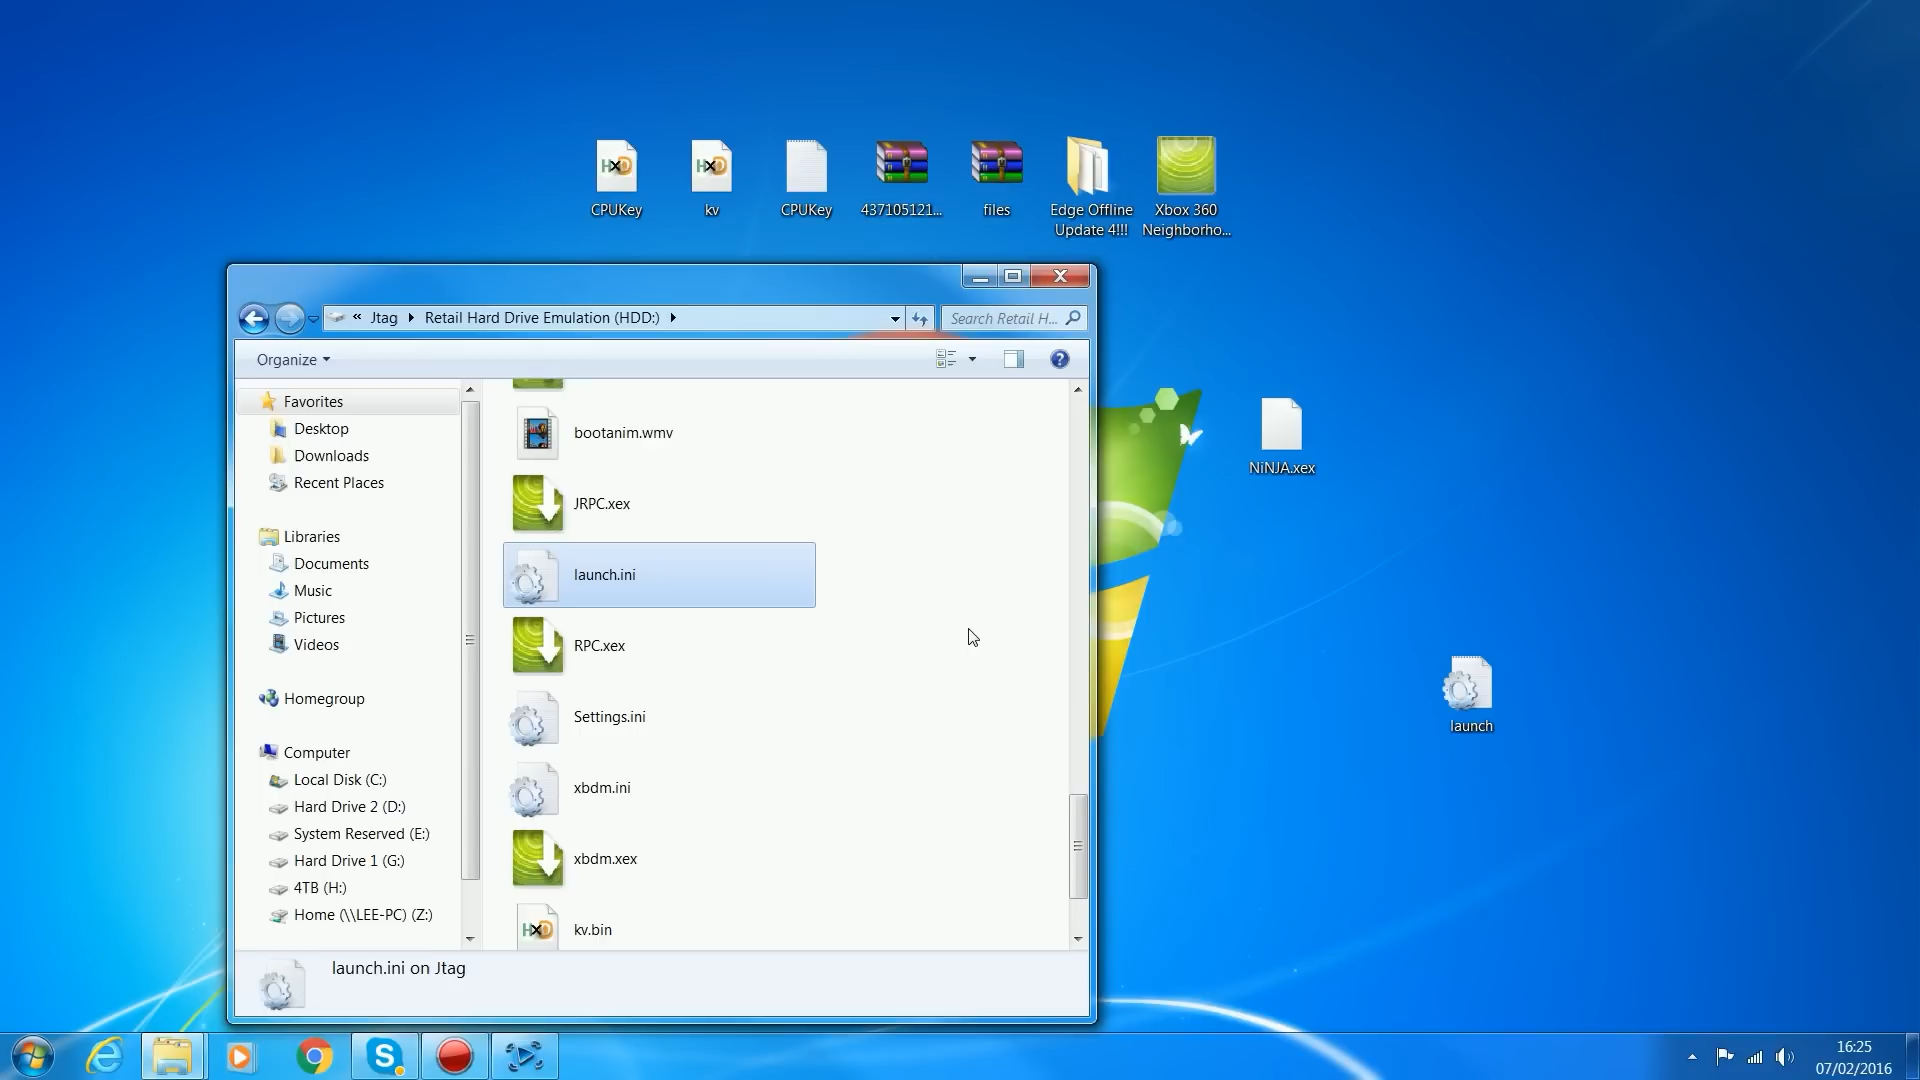 CPUKey
kv
CPUKey
437105121...
files
Edge Offline
Update 4!!!
Xbox 360
Neighborho...
« Jtag Retail Hard Drive Emulation (HDD:)
Search Retail H...
Organize
Favorites
Desktop
Downloads
Recent Places
Libraries
Documents
Music
Pictures
Videos
Homegroup
Computer
Local Disk (C:)
Hard Drive 2 (D:)
System Reserved (E:)
Hard Drive 1 (G:)
4TB (H:)
Home (\\LEE-PC) (Z:)
bootanim.wmv
JRPC.xex
launch.ini
RPC.xex
Settings.ini
xbdm.ini
xbdm.xex
HXD
kv.bin
launch.ini on Jtag
NiNJA.xex
launch
16:25
07/02/2016